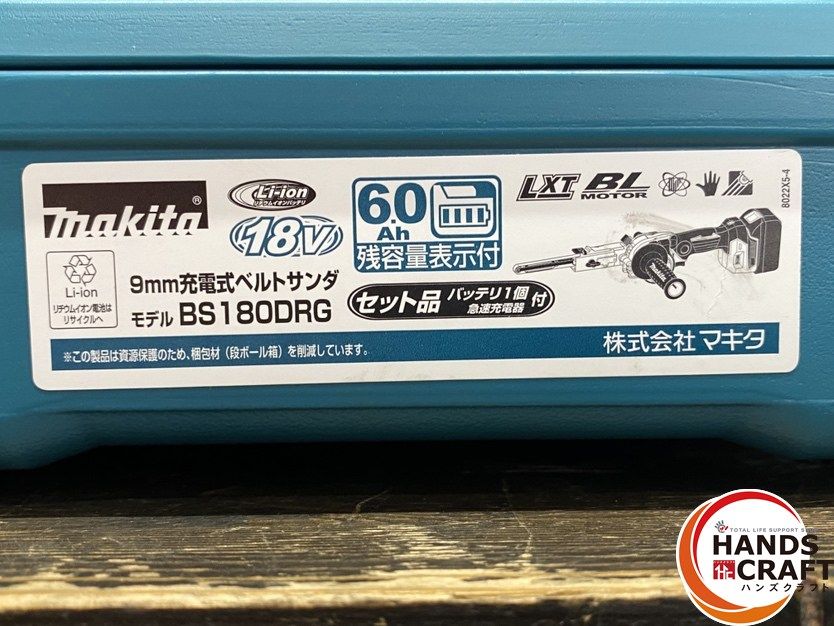 makita®
Li-ion
リチウムイオンバッテリ
18V
6.0
Ah
残容量表示付
LXT BL
MOTOR
8022X5-4
Li-ion
リチウムイオン電池は
リサイクルへ
9mm充電式ベルトサンダ
モデル BS180DRG
セット品 バッテリ1個
急速充電器 付
※この製品は資源保護のため、梱包材（段ボール箱）を削減しています。
株式会社 マキタ
TOTAL LIFE SUPPORT
HANDS
CRAFT
ハンズクラフト